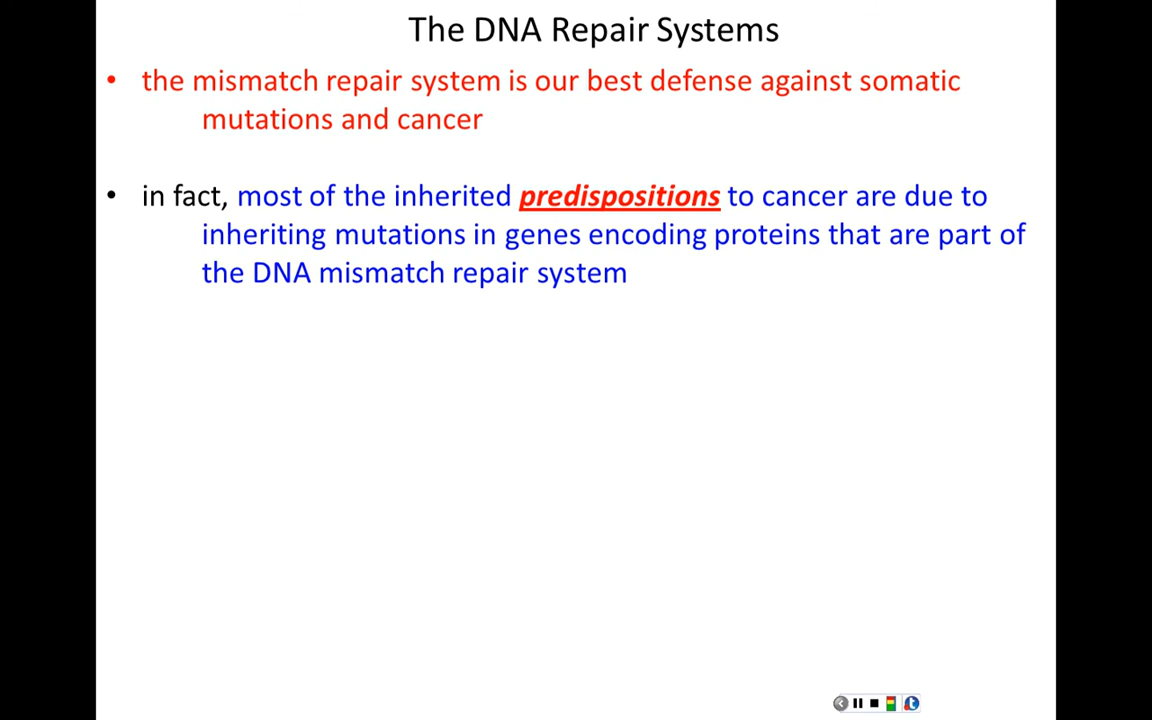 The DNA Repair Systems
• the mismatch repair system is our best defense against somatic
mutations and cancer
• in fact, most of the inherited predispositions to cancer are due to
inheriting mutations in genes encoding proteins that are part of
the DNA mismatch repair system